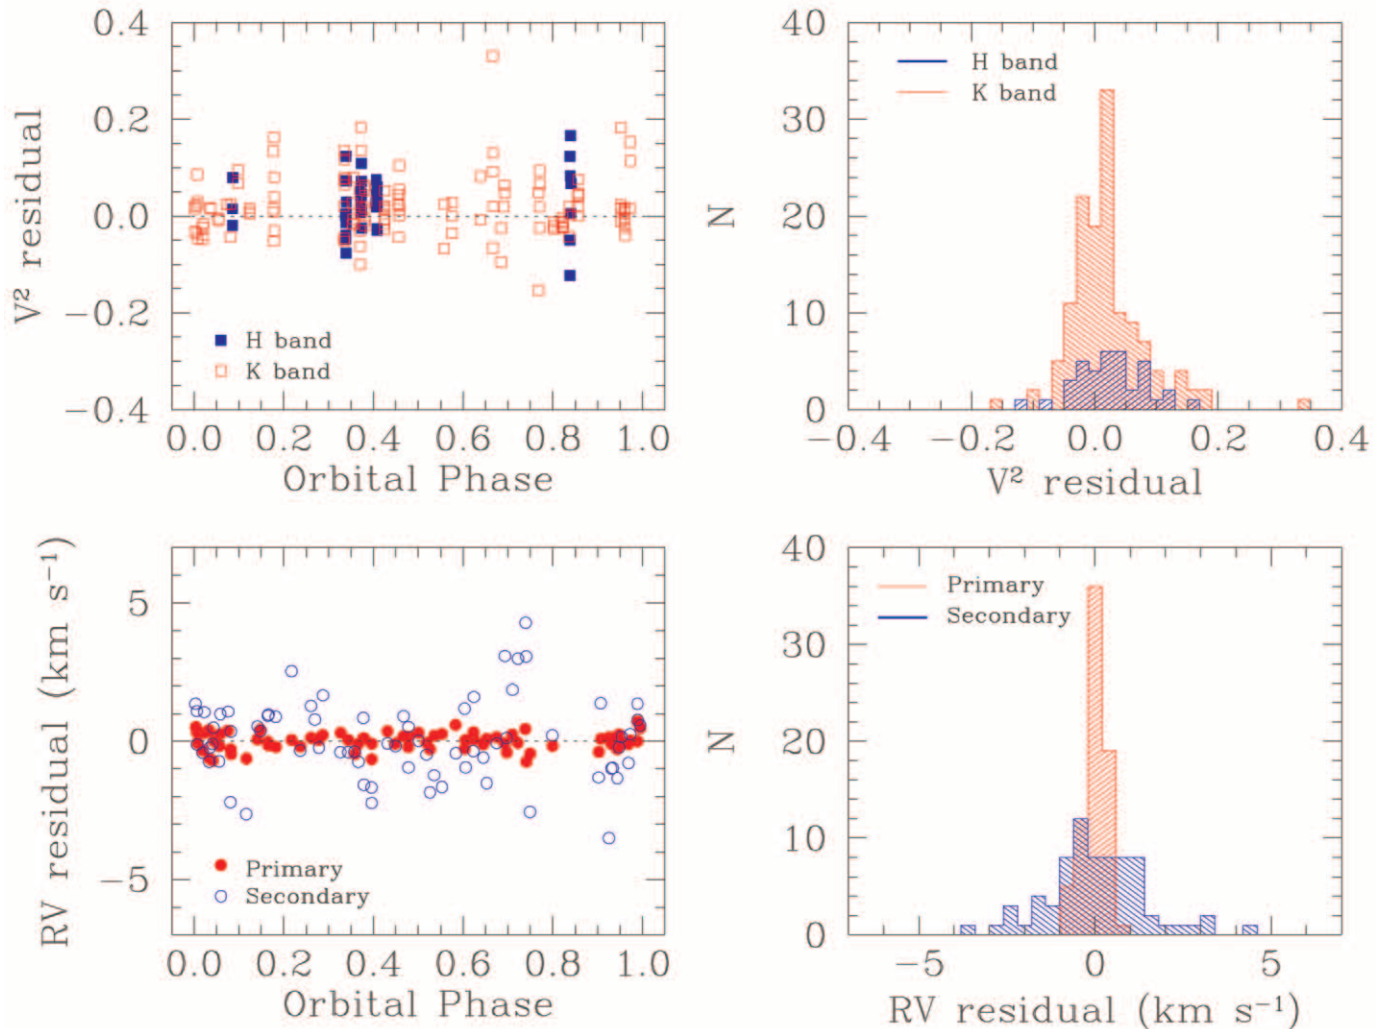 0.4
0.2
0.0
−0.2
−0.4
V² residual
H band
K band
0.0 0.2 0.4 0.6 0.8 1.0
Orbital Phase
40
30
20
10
0
N
H band
K band
−0.4 −0.2 0.0 0.2 0.4
V² residual
5
0
−5
RV residual (km s⁻¹)
Primary
Secondary
0.0 0.2 0.4 0.6 0.8 1.0
Orbital Phase
40
30
20
10
0
N
Primary
Secondary
−5 0 5
RV residual (km s⁻¹)